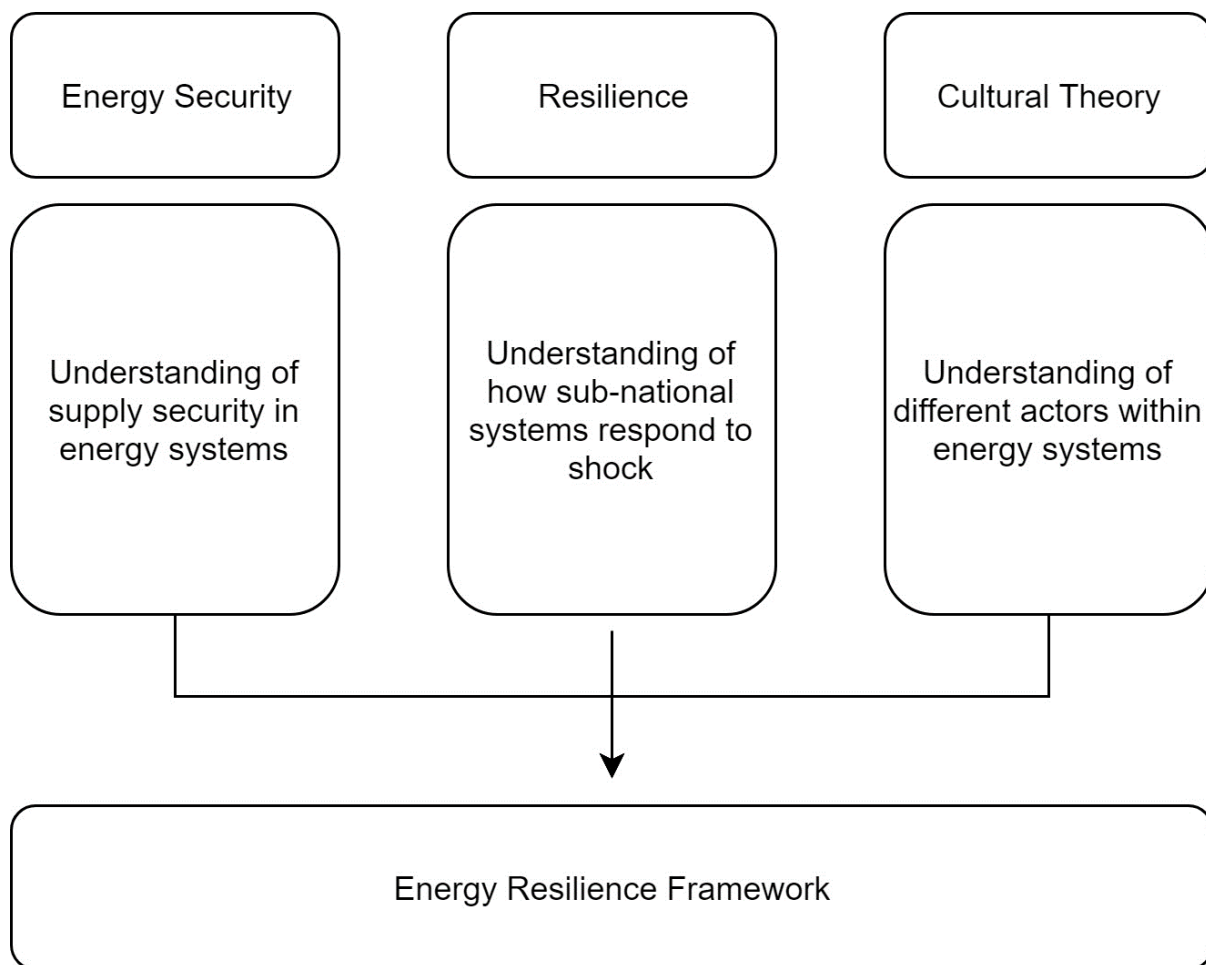 Energy Security
Resilience
Cultural Theory
Understanding of
supply security in
energy systems
Understanding of
how sub-national
systems respond to
shock
Understanding of
different actors within
energy systems
Energy Resilience Framework